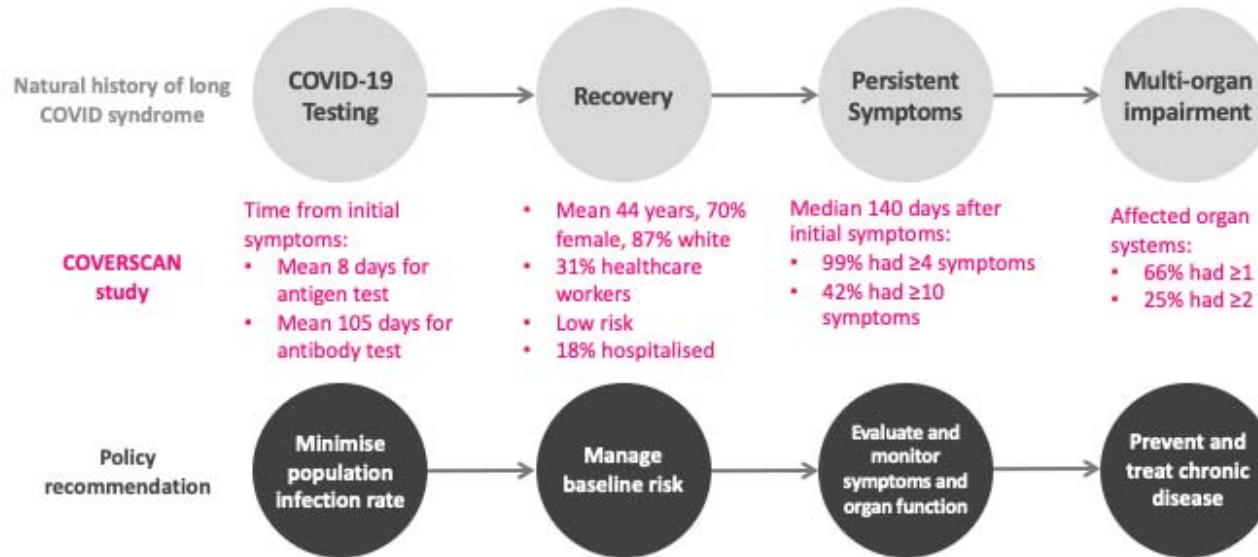 Natural history of long
COVID syndrome
COVID-19
Testing
Recovery
Persistent
Symptoms
Multi-organ
impairment
COVERSCAN
study
Time from initial
symptoms:
• Mean 8 days for
antigen test
• Mean 105 days for
antibody test
• Mean 44 years, 70%
female, 87% white
• 31% healthcare
workers
• Low risk
• 18% hospitalised
Median 140 days after
initial symptoms:
• 99% had ≥4 symptoms
• 42% had ≥10
symptoms
Affected organ
systems:
• 66% had ≥1
• 25% had ≥2
Policy
recommendation
Minimise
population
infection rate
Manage
baseline risk
Evaluate and
monitor
symptoms and
organ function
Prevent and
treat chronic
disease